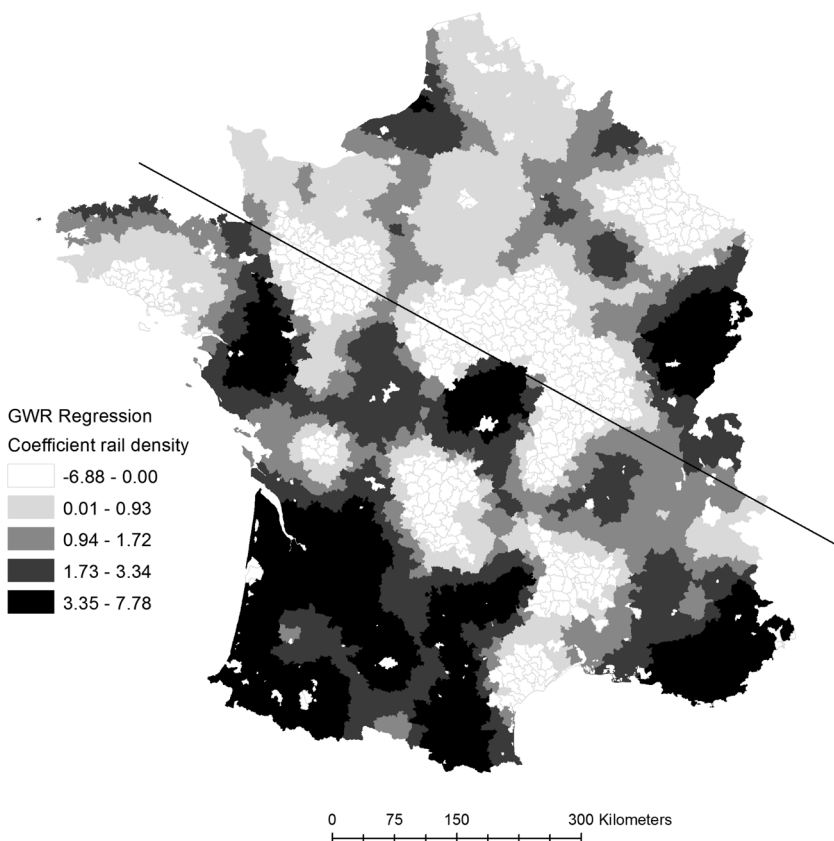 GWR Regression
Coefficient rail density
-6.88 - 0.00
0.01 - 0.93
0.94 - 1.72
1.73 - 3.34
3.35 - 7.78
0 75 150 300 Kilometers